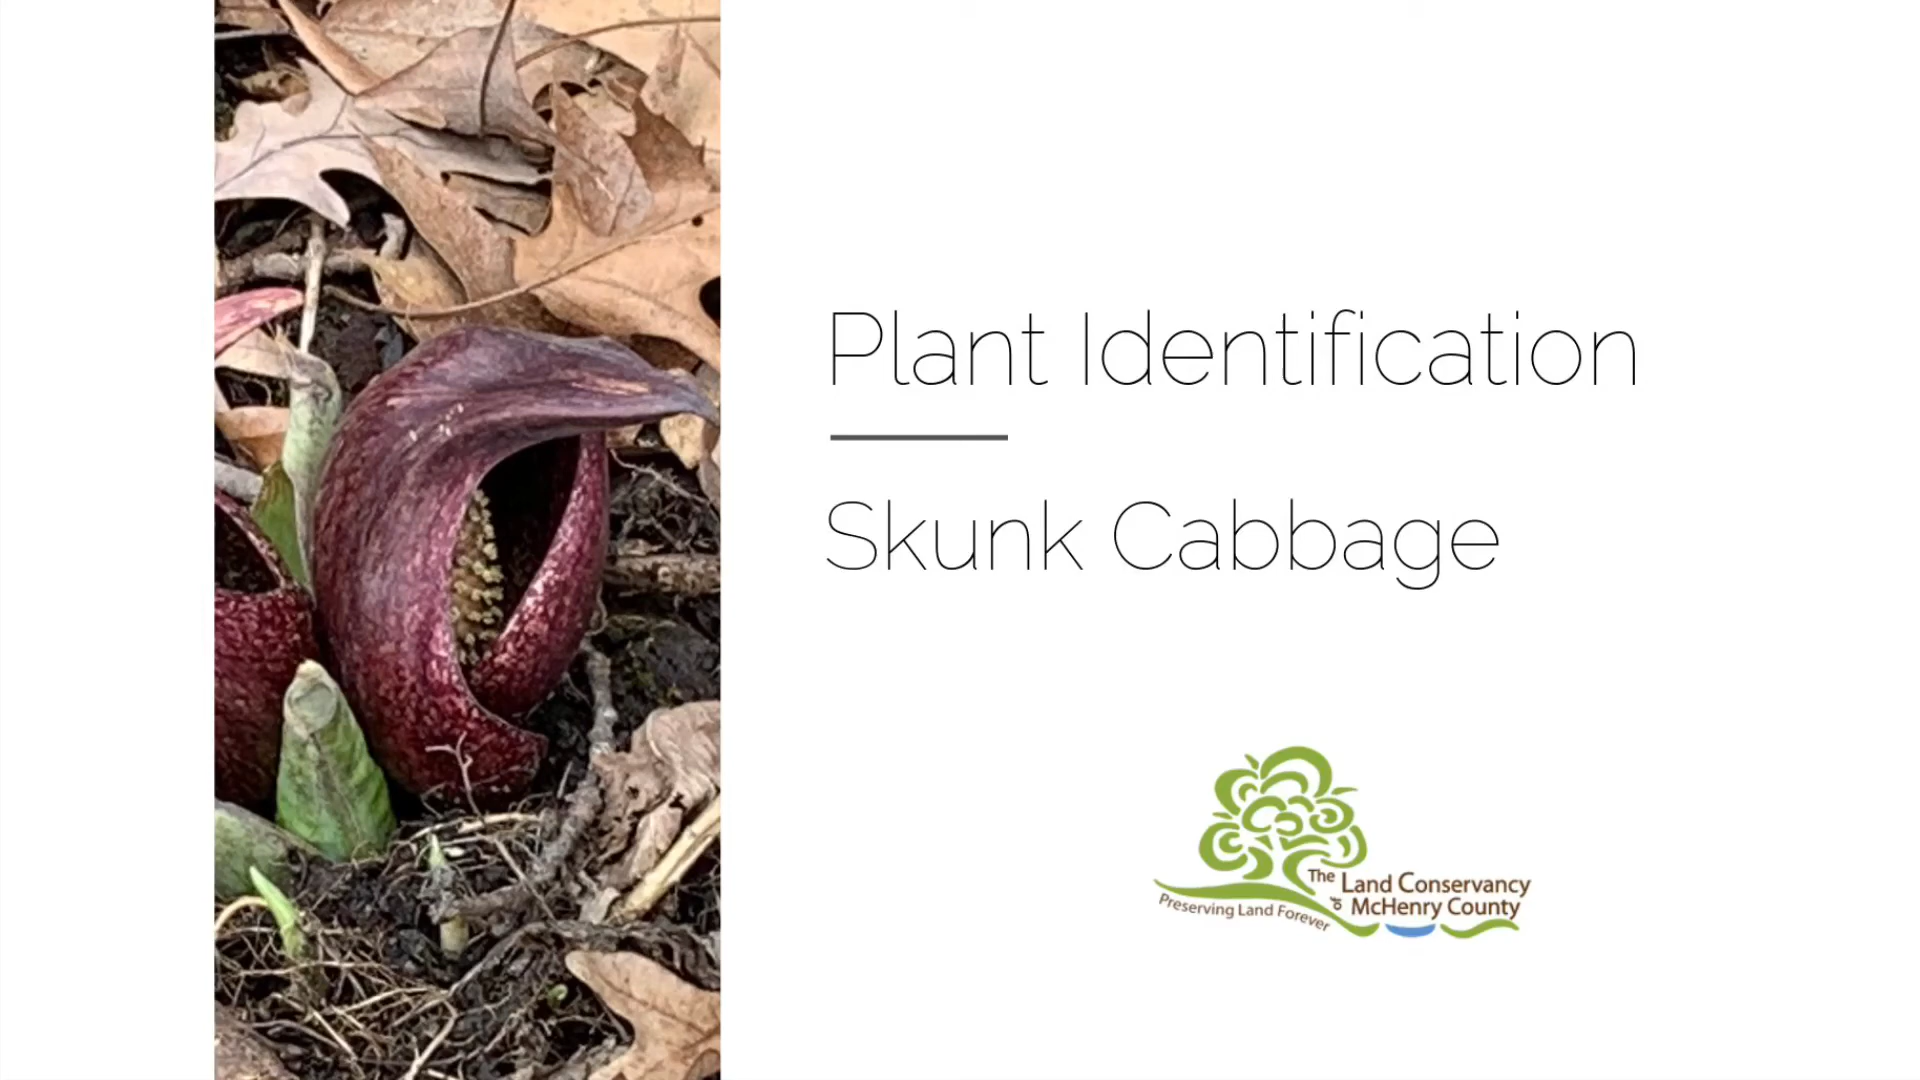 Plant Identification
Skunk Cabbage
The Land Conservancy
of McHenry County
Preserving Land Forever